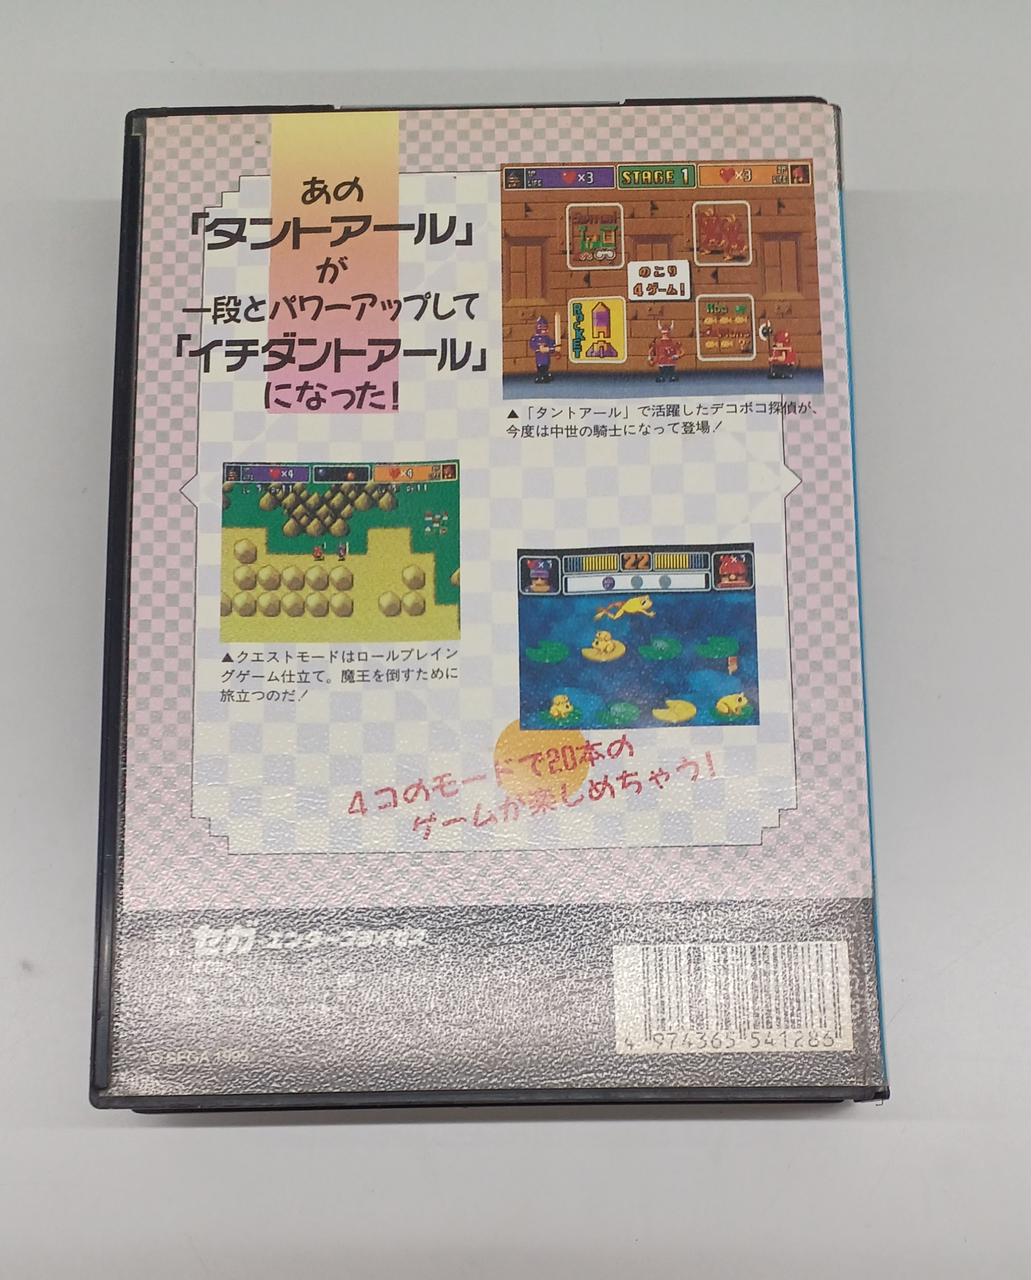 あの
「タントアール」
が
一段とパワーアップして
「イチダントアール」
になった!
×3
STAGE 1
×3
のこり
4ゲーム!
ROCKET
▲「タントアール」で活躍したデコボコ探偵が、
今度は中世の騎士になって登場!
×4
×4
▲クエストモードはロールプレイン
グゲーム仕立て。魔王を倒すために
旅立つのだ!
×3
22
×3
4コのモードで20本の
ゲームが楽しめちゃう!
セガ エンタープライゼス
© SEGA 1995
4 974365 541286